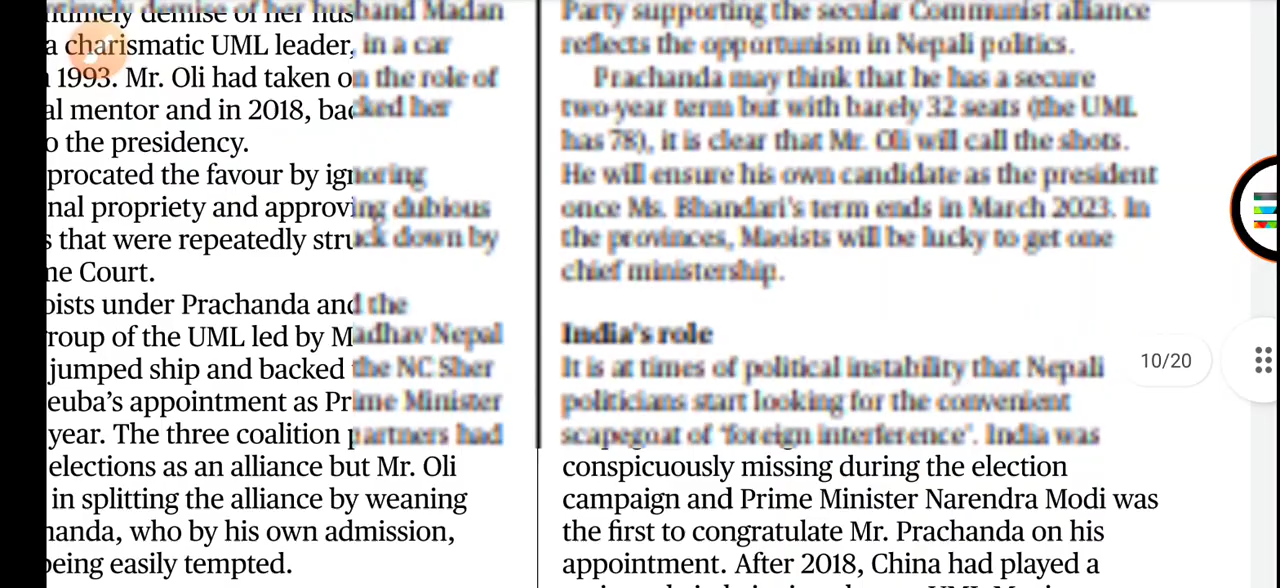 ntimely demise of her husband Madan
a charismatic UML leader, in a car
1993. Mr. Oli had taken on the role of
al mentor and in 2018, backed her
o the presidency.
procated the favour by ignoring
nal propriety and approving dubious
s that were repeatedly struck down by
me Court.
oists under Prachanda and the
roup of the UML led by Madhav Nepal
jumped ship and backed the NC Sher
euba's appointment as Prime Minister
year. The three coalition partners had
elections as an alliance but Mr. Oli
in splitting the alliance by weaning
handa, who by his own admission,
being easily tempted.
Party supporting the secular Communist alliance
reflects the opportunism in Nepali politics.
Prachanda may think that he has a secure
two-year term but with barely 32 seats (the UML
has 78), it is clear that Mr. Oli will call the shots.
He will ensure his own candidate as the president
once Ms. Bhandari's term ends in March 2023. In
the provinces, Maoists will be lucky to get one
chief ministership.
India's role
It is at times of political instability that Nepali
politicians start looking for the convenient
scapegoat of 'foreign interference'. India was
conspicuously missing during the election
campaign and Prime Minister Narendra Modi was
the first to congratulate Mr. Prachanda on his
appointment. After 2018, China had played a
10/20